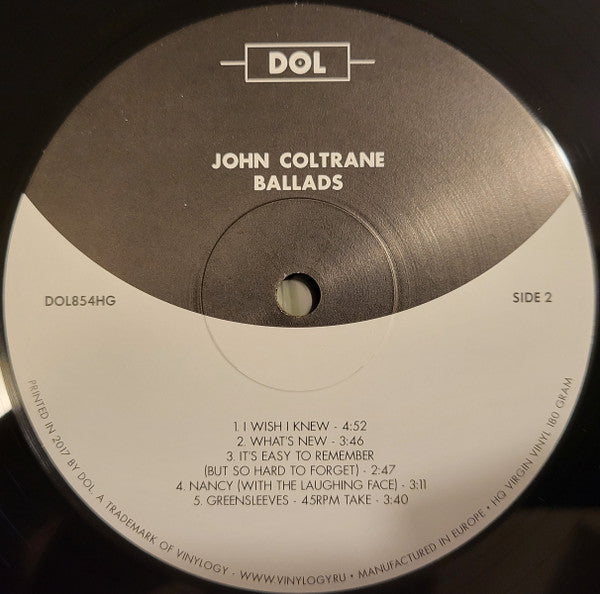 DOL
JOHN COLTRANE
BALLADS
DOL854HG
SIDE 2
1. I WISH I KNEW - 4:52
2. WHAT'S NEW - 3:46
3. IT'S EASY TO REMEMBER
(BUT SO HARD TO FORGET) - 2:47
4. NANCY (WITH THE LAUGHING FACE) - 3:11
5. GREENSLEEVES - 45RPM TAKE - 3:40
PRINTED IN 2017 BY DOL. A TRADEMARK OF VINYLOGY - WWW.VINYLOGY.RU • MANUFACTURED IN EUROPE • HQ VIRGIN VINYL 180 GRAM